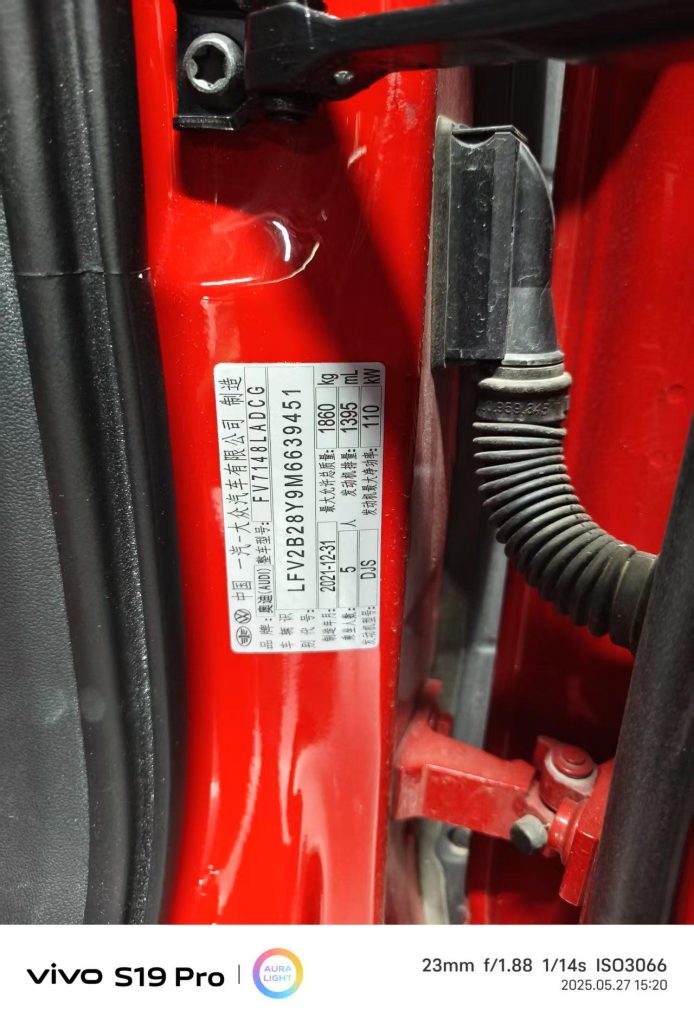 中国 一汽-大众汽车有限公司 制造
品 牌:奥迪(AUDI) 整车型号: FV7148LADCG
车辆识别代号: LFV2B28Y9M6639451
制造年月: 2021-12-31 最大允许总质量: 1860 kg
乘坐人数: 5 人 发动机排量: 1395 mL
发动机型号: DJS 发动机最大净功率: 110 kW
vivo S19 Pro
AURA
LIGHT
23mm f/1.88 1/14s ISO3066
2025.05.27 15:20